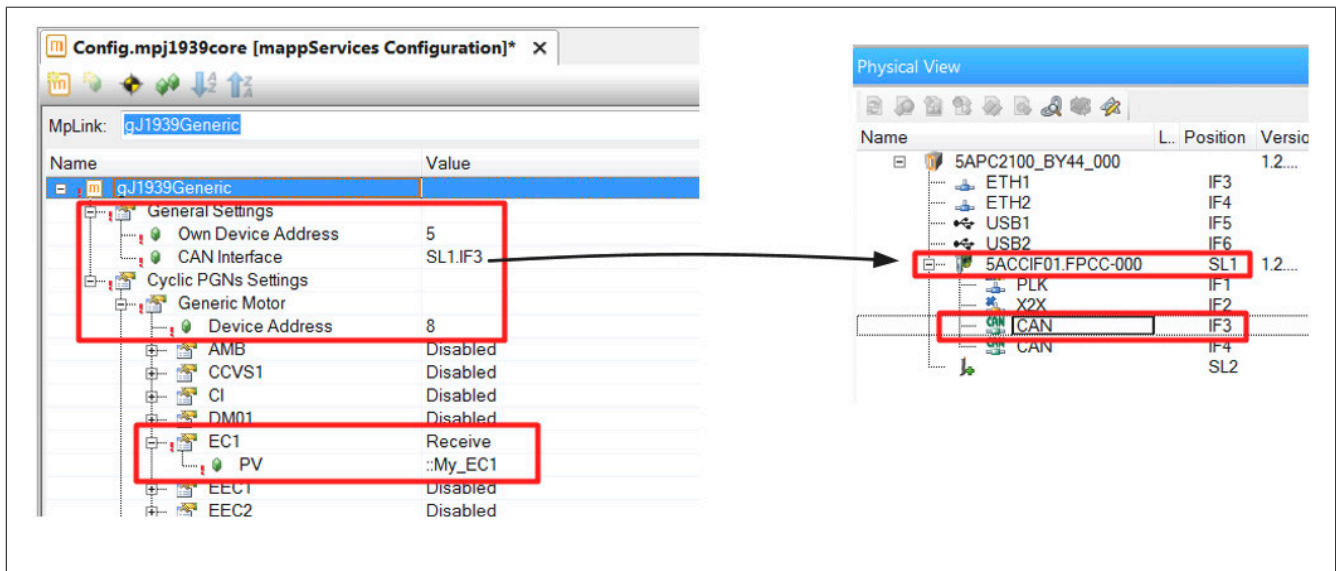 Config.mpj1939core [mappServices Configuration]* X
MpLink: gJ1939Generic
Name Value
gJ1939Generic
General Settings
Own Device Address 5
CAN Interface SL1.IF3
Cyclic PGNs Settings
Generic Motor
Device Address 8
AMB Disabled
CCVS1 Disabled
CI Disabled
DM01 Disabled
EC1 Receive
PV ::My_EC1
EEC1 Disabled
EEC2 Disabled
Physical View
Name L.. Position Versio
5APC2100_BY44_000 1.2....
ETH1 IF3
ETH2 IF4
USB1 IF5
USB2 IF6
5ACCIF01.FPCC-000 SL1 1.2....
PLK IF1
X2X IF2
CAN IF3
CAN IF4
SL2